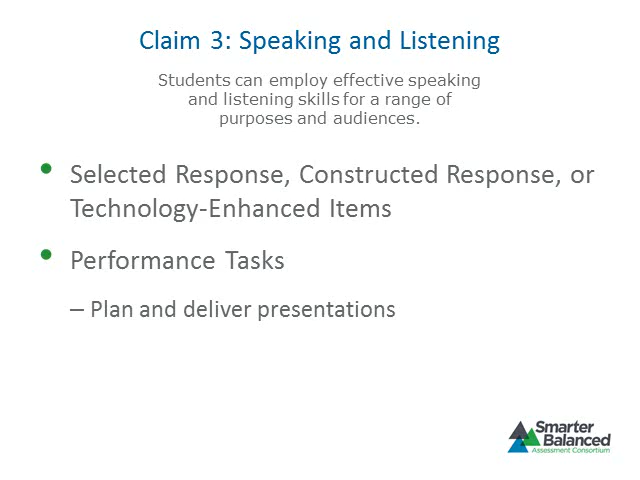 Claim 3: Speaking and Listening
Students can employ effective speaking
and listening skills for a range of
purposes and audiences.
• Selected Response, Constructed Response, or
Technology-Enhanced Items
• Performance Tasks
– Plan and deliver presentations
Smarter
Balanced
Assessment Consortium